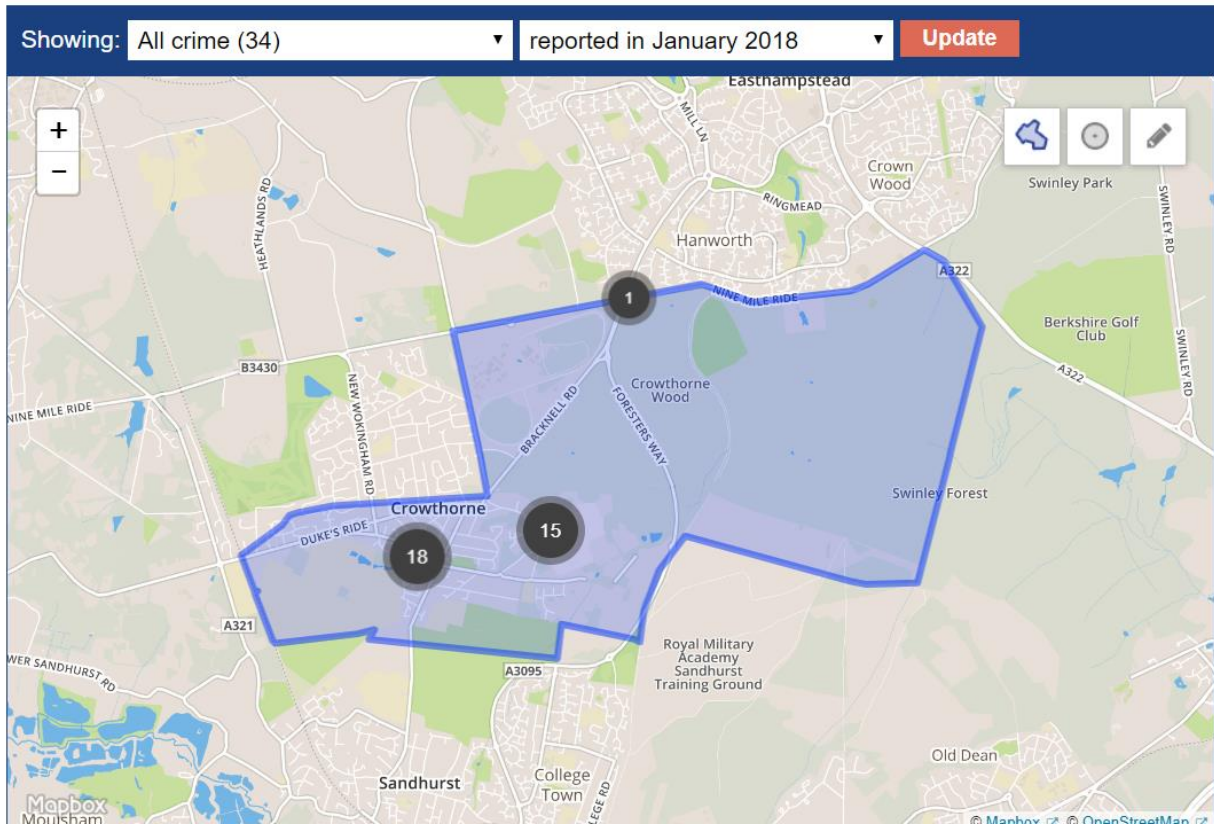 Showing: All crime (34) reported in January 2018 Update
Easthampstead
+
−
MILL LN
Crown
Wood
Swinley Park
HEATHLANDS RD
RINGMEAD
SWINLEY RD
Hanworth
A322
1
NINE MILE RIDE
Berkshire Golf
Club
SWINLEY RD
B3430
A322
Crowthorne
Wood
NEW WOKINGHAM RD
BRACKNELL RD
FORESTERS WAY
NINE MILE RIDE
Swinley Forest
Crowthorne
DUKE'S RIDE
15
18
A321
Royal Military
Academy
Sandhurst
Training Ground
WER SANDHURST RD
A3095
Old Dean
Sandhurst
College
Town
LEGE RD
Mapbox
Moulsham
© Mapbox © OpenStreetMap